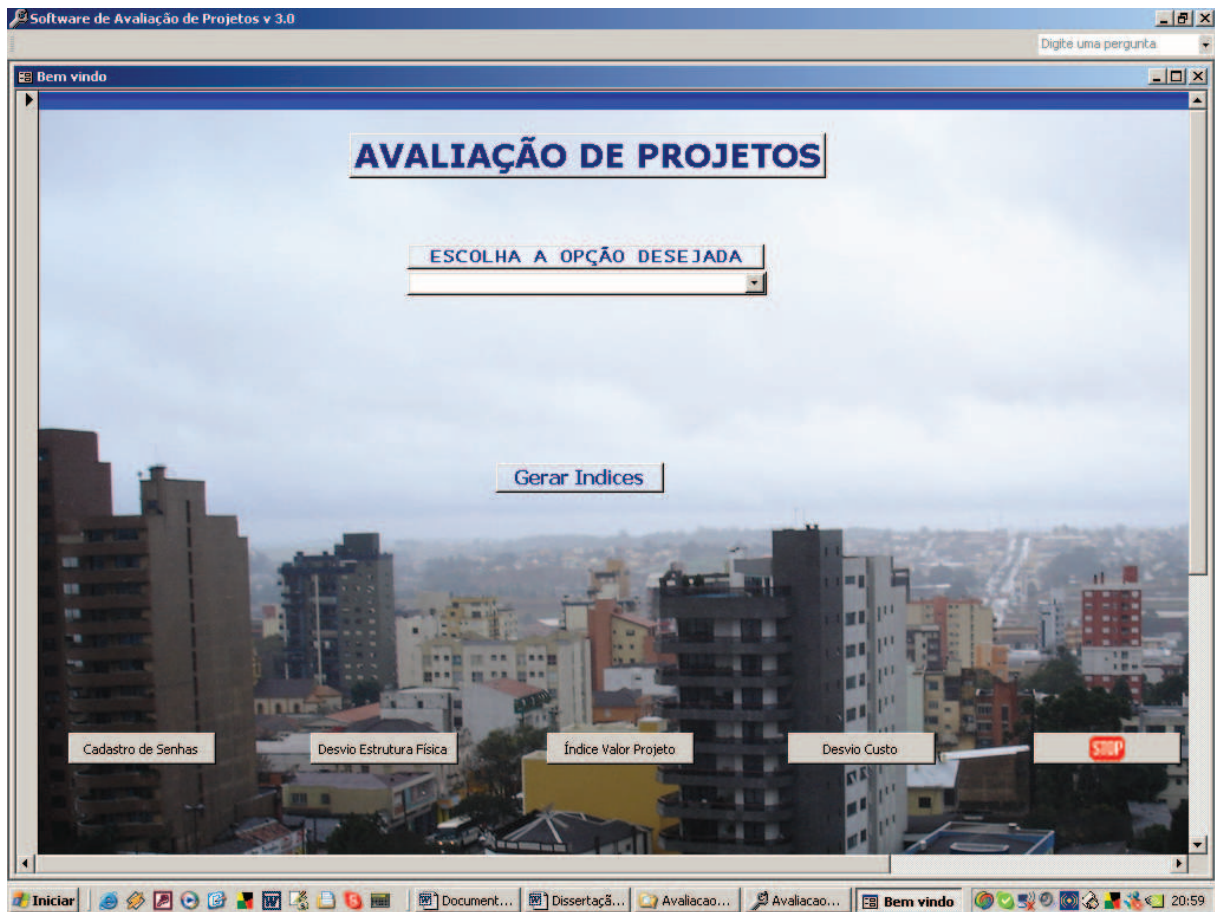 Software de Avaliação de Projetos v 3.0
Digite uma pergunta
Bem vindo
AVALIAÇÃO DE PROJETOS
ESCOLHA A OPÇÃO DESEJADA
Gerar Indices
Cadastro de Senhas
Desvio Estrutura Física
Índice Valor Projeto
Desvio Custo
STOP
Iniciar
Document...
Dissertaçã...
Avaliacao...
Avaliacao...
Bem vindo
20:59